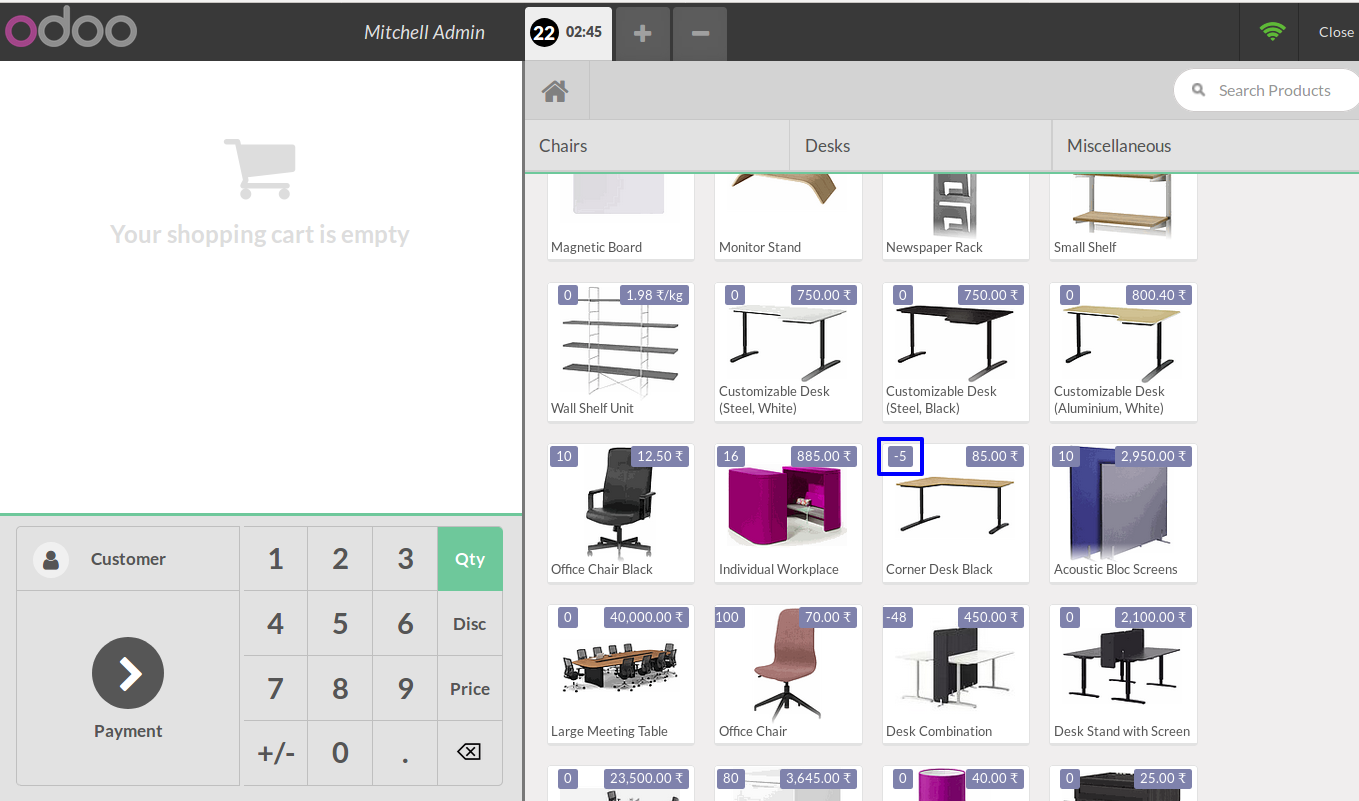 odoo
Mitchell Admin
22 02:45
+
−
Close
Search Products
Chairs
Desks
Miscellaneous
Your shopping cart is empty
Magnetic Board
Monitor Stand
Newspaper Rack
Small Shelf
0 1.98 ₹/kg
Wall Shelf Unit
0 750.00 ₹
Customizable Desk
(Steel, White)
0 750.00 ₹
Customizable Desk
(Steel, Black)
0 800.40 ₹
Customizable Desk
(Aluminium, White)
10 12.50 ₹
Office Chair Black
16 885.00 ₹
Individual Workplace
-5 85.00 ₹
Corner Desk Black
10 2,950.00 ₹
Acoustic Bloc Screens
0 40,000.00 ₹
Large Meeting Table
100 70.00 ₹
Office Chair
-48 450.00 ₹
Desk Combination
0 2,100.00 ₹
Desk Stand with Screen
0 23,500.00 ₹
80 3,645.00 ₹
0 40.00 ₹
0 25.00 ₹
Customer
Payment
1 2 3 Qty
4 5 6 Disc
7 8 9 Price
+/- 0 .